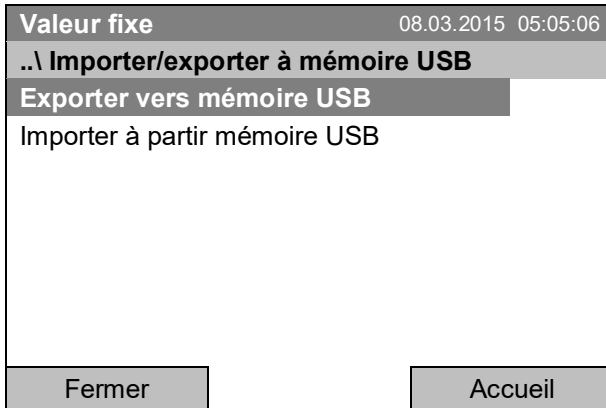 Valeur fixe 08.03.2015 05:05:06
..\ Importer/exporter à mémoire USB
Exporter vers mémoire USB
Importer à partir mémoire USB
Fermer Accueil